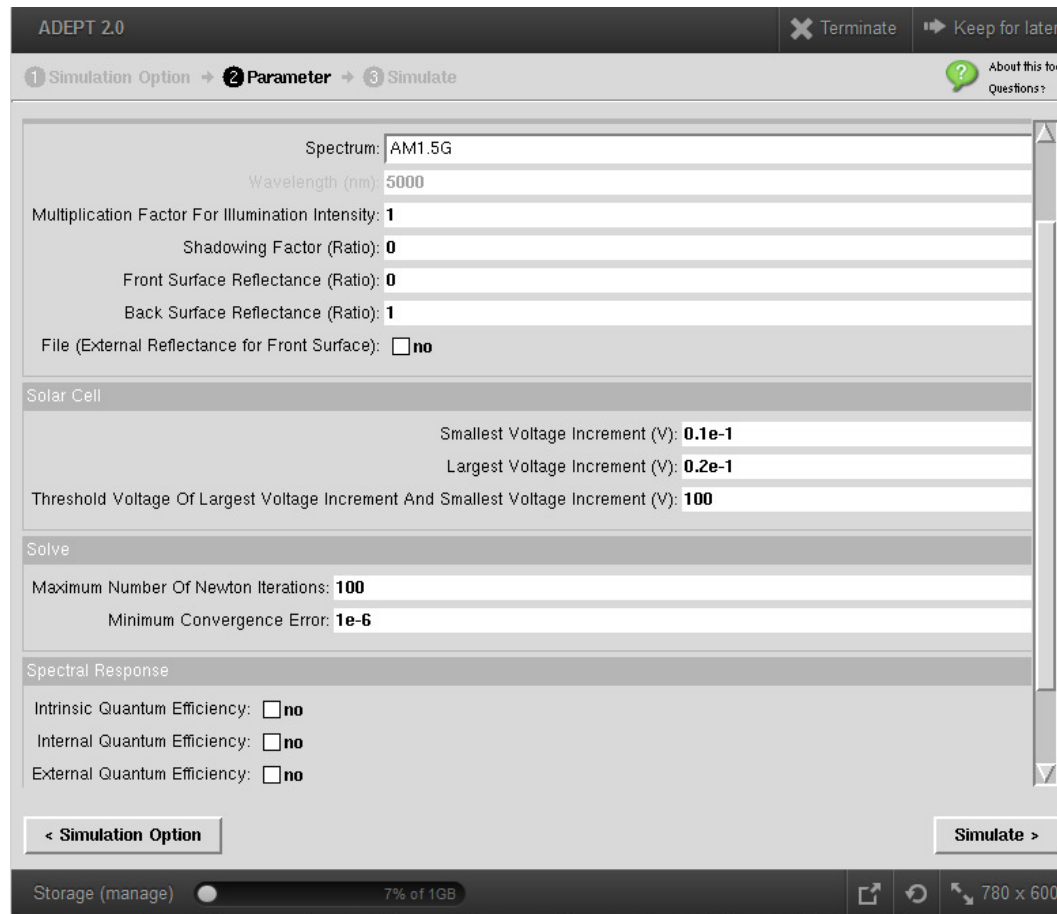 ADEPT 2.0
Terminate
Keep for later
1 Simulation Option → 2 Parameter → 3 Simulate
? About this too
Questions?
Spectrum: AM1.5G
Wavelength (nm): 5000
Multiplication Factor For Illumination Intensity: 1
Shadowing Factor (Ratio): 0
Front Surface Reflectance (Ratio): 0
Back Surface Reflectance (Ratio): 1
File (External Reflectance for Front Surface): no
Solar Cell
Smallest Voltage Increment (V): 0.1e-1
Largest Voltage Increment (V): 0.2e-1
Threshold Voltage Of Largest Voltage Increment And Smallest Voltage Increment (V): 100
Solve
Maximum Number Of Newton Iterations: 100
Minimum Convergence Error: 1e-6
Spectral Response
Intrinsic Quantum Efficiency: no
Internal Quantum Efficiency: no
External Quantum Efficiency: no
< Simulation Option
Simulate >
Storage (manage) 7% of 1GB
780 x 600